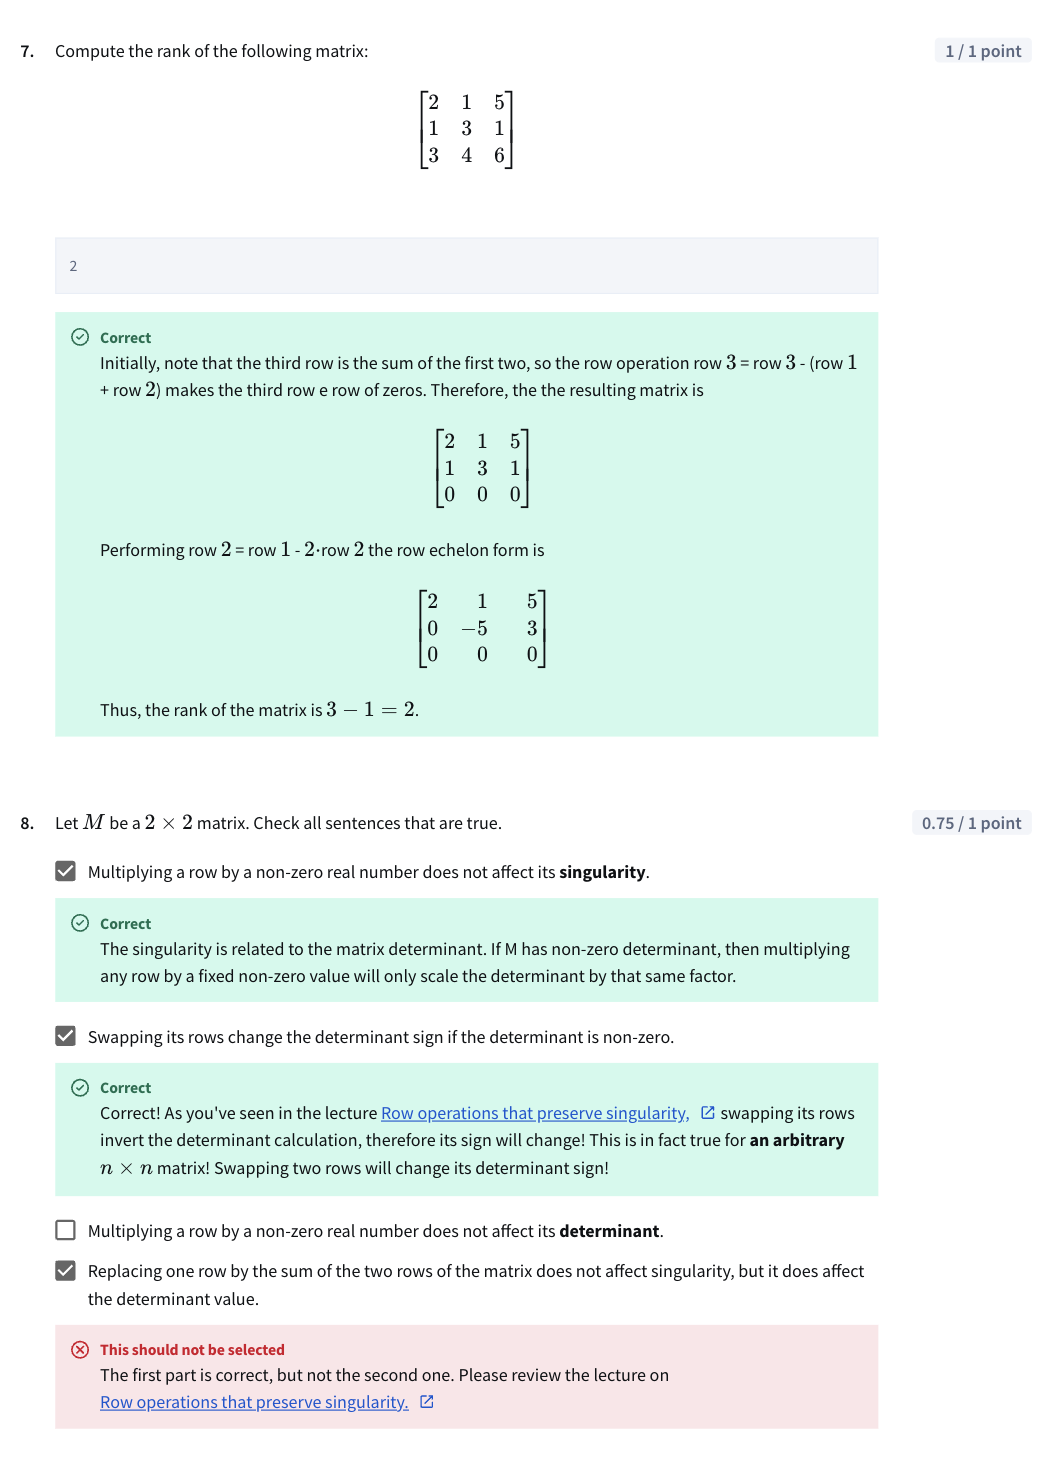 7. Compute the rank of the following matrix:
1 / 1 point
2 1 5
1 3 1
3 4 6
2
Correct
Initially, note that the third row is the sum of the first two, so the row operation row 3 = row 3 - (row 1
+ row 2) makes the third row e row of zeros. Therefore, the the resulting matrix is
2 1 5
1 3 1
0 0 0
Performing row 2 = row 1 - 2·row 2 the row echelon form is
2 1 5
0 −5 3
0 0 0
Thus, the rank of the matrix is 3 − 1 = 2.
8. Let M be a 2 × 2 matrix. Check all sentences that are true.
0.75 / 1 point
Multiplying a row by a non-zero real number does not affect its singularity.
Correct
The singularity is related to the matrix determinant. If M has non-zero determinant, then multiplying
any row by a fixed non-zero value will only scale the determinant by that same factor.
Swapping its rows change the determinant sign if the determinant is non-zero.
Correct
Correct! As you've seen in the lecture Row operations that preserve singularity, swapping its rows
invert the determinant calculation, therefore its sign will change! This is in fact true for an arbitrary
n × n matrix! Swapping two rows will change its determinant sign!
Multiplying a row by a non-zero real number does not affect its determinant.
Replacing one row by the sum of the two rows of the matrix does not affect singularity, but it does affect
the determinant value.
This should not be selected
The first part is correct, but not the second one. Please review the lecture on
Row operations that preserve singularity.